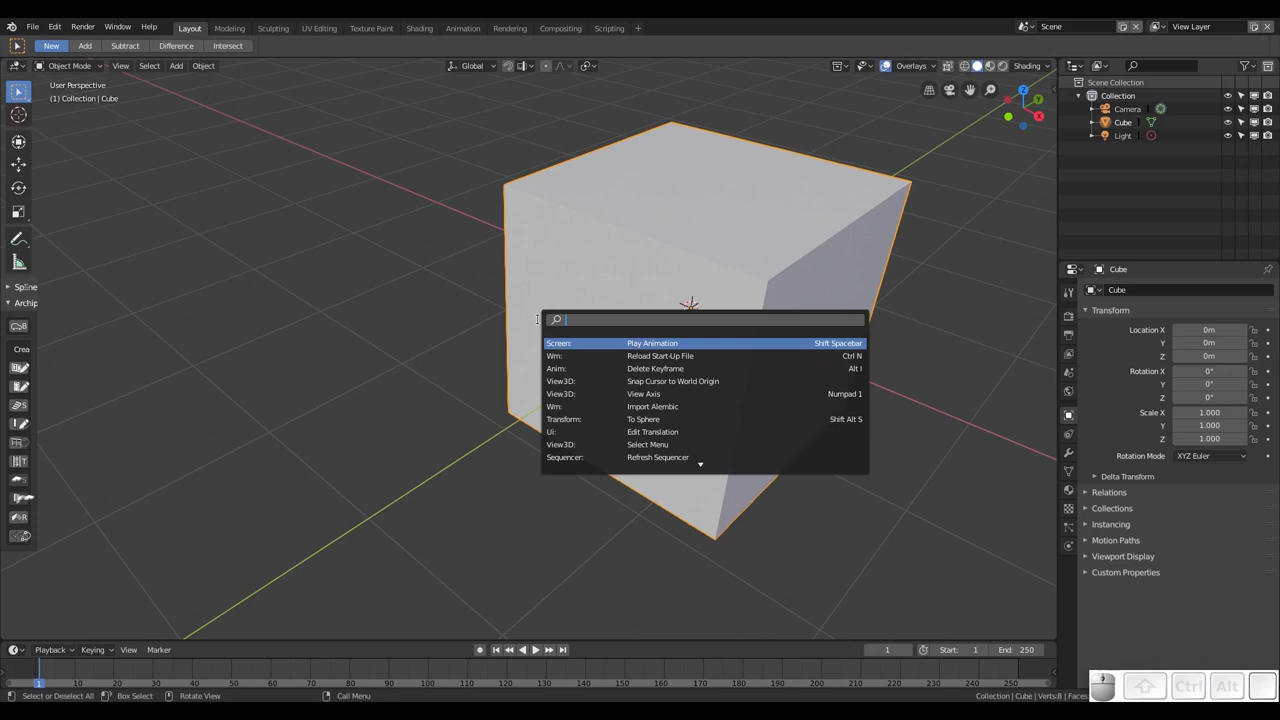 File Edit Render Window Help Layout Modeling Sculpting UV Editing Texture Paint Shading Animation Rendering Compositing Scripting + Scene View Layer
New Add Subtract Difference Intersect
Object Mode View Select Add Object Global Overlays Shading
User Perspective
(1) Collection | Cube
Scene Collection
Collection
Camera
Cube
Light
Z
Y
X
Spline
Archip
Crea
Screen: Play Animation Shift Spacebar
Wm: Reload Start-Up File Ctrl N
Anim: Delete Keyframe Alt I
View3D: Snap Cursor to World Origin
View3D: View Axis Numpad 1
Wm: Import Alembic
Transform: To Sphere Shift Alt S
Ui: Edit Translation
View3D: Select Menu
Sequencer: Refresh Sequencer
Cube
Cube
Transform
Location X 0m
Y 0m
Z 0m
Rotation X 0°
Y 0°
Z 0°
Scale X 1.000
Y 1.000
Z 1.000
Rotation Mode XYZ Euler
Delta Transform
Relations
Collections
Instancing
Motion Paths
Viewport Display
Custom Properties
Playback Keying View Marker 1 Start: 1 End: 250
1 10 20 30 40 50 60 70 80 90 100 110 120 130 140 150 160 170 180 190 200 210 220 230 240 250
Select or Deselect All Box Select Rotate View Call Menu Collection | Cube | Verts:8 | Faces:
Ctrl Alt